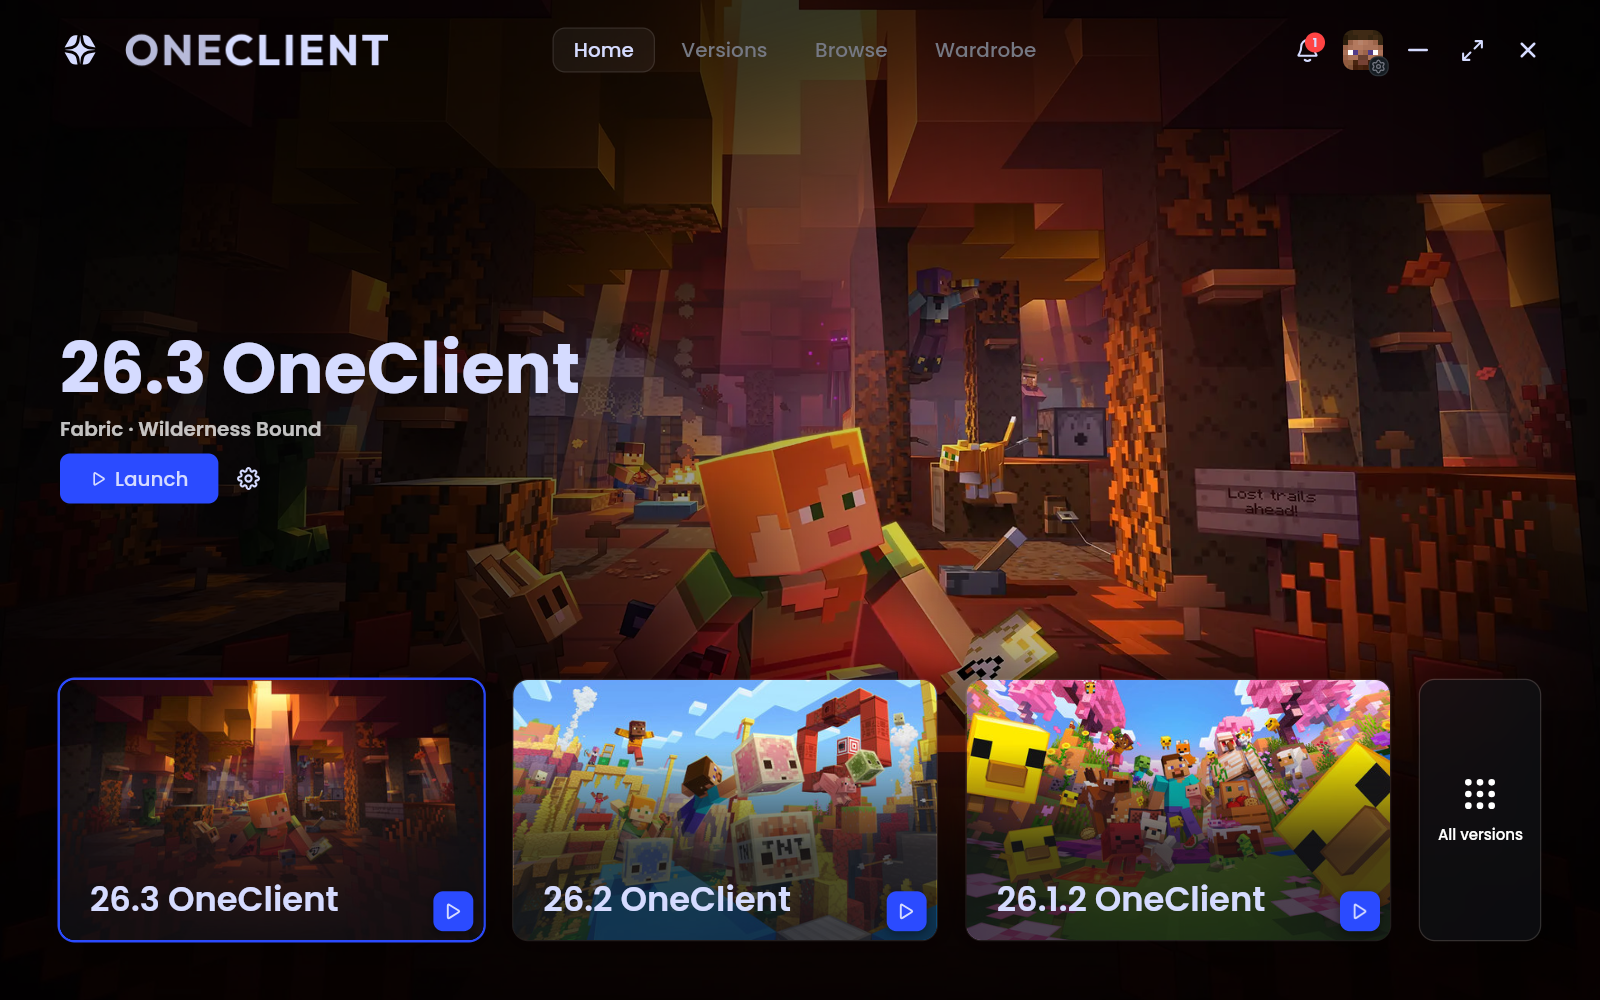 ONECLIENT
Home
Versions
Browse
Wardrobe
1
26.3 OneClient
Fabric · Wilderness Bound
Launch
Lost trails
ahead!
TNT
26.3 OneClient
26.2 OneClient
26.1.2 OneClient
All versions